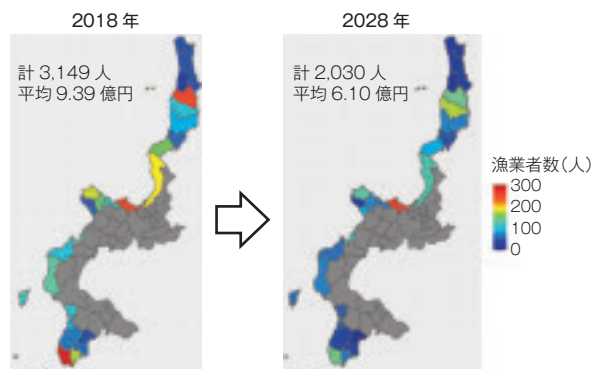 2018 年
計 3,149 人
平均 9.39 億円
2028 年
計 2,030 人
平均 6.10 億円
漁業者数(人)
300
200
100
0